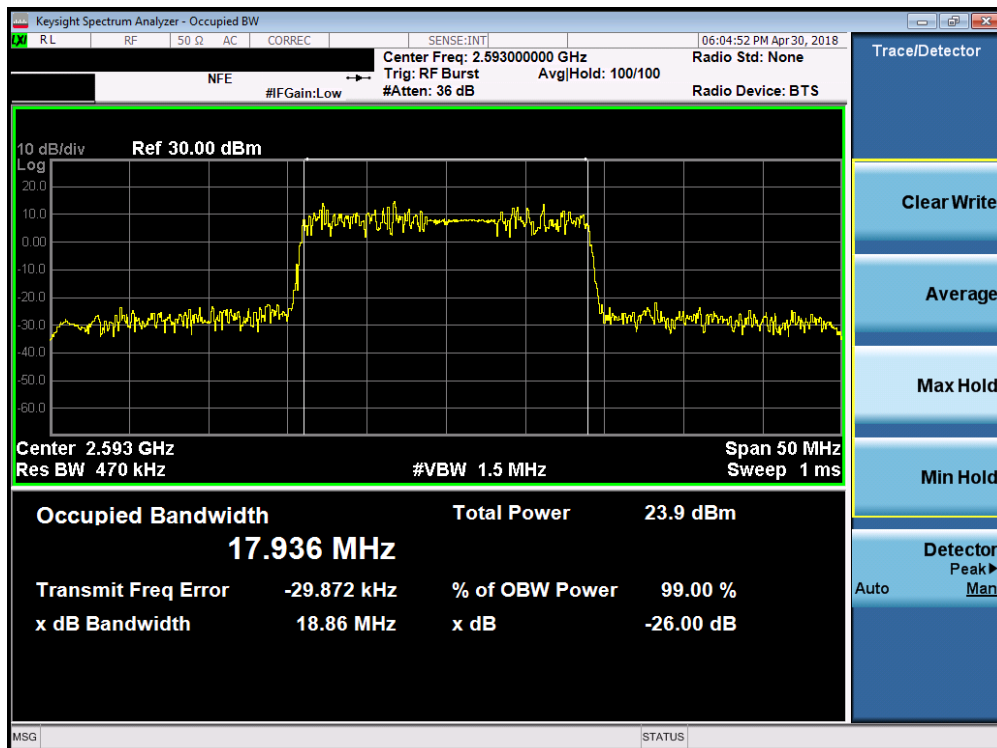 Keysight Spectrum Analyzer - Occupied BW
LXI RL RF 50 Ω AC CORREC SENSE:INT 06:04:52 PM Apr 30, 2018
Center Freq: 2.593000000 GHz Radio Std: None
NFE Trig: RF Burst Avg|Hold: 100/100
#IFGain:Low #Atten: 36 dB Radio Device: BTS
10 dB/div Ref 30.00 dBm
Log
20.0
10.0
0.00
-10.0
-20.0
-30.0
-40.0
-50.0
-60.0
Center 2.593 GHz Span 50 MHz
Res BW 470 kHz #VBW 1.5 MHz Sweep 1 ms
Occupied Bandwidth Total Power 23.9 dBm
17.936 MHz
Transmit Freq Error -29.872 kHz % of OBW Power 99.00 %
x dB Bandwidth 18.86 MHz x dB -26.00 dB
Trace/Detector
Clear Write
Average
Max Hold
Min Hold
Detector
Peak▶
Auto Man
MSG STATUS